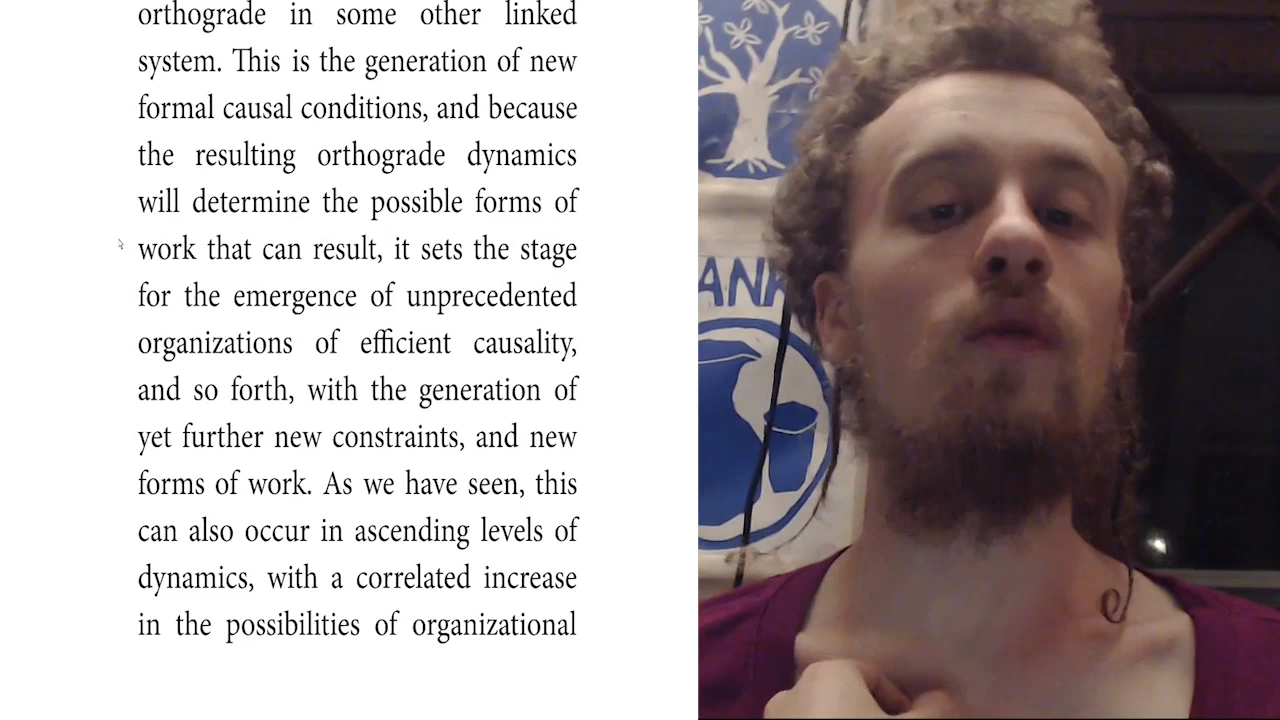 orthograde in some other linked
system. This is the generation of new
formal causal conditions, and because
the resulting orthograde dynamics
will determine the possible forms of
work that can result, it sets the stage
for the emergence of unprecedented
organizations of efficient causality,
and so forth, with the generation of
yet further new constraints, and new
forms of work. As we have seen, this
can also occur in ascending levels of
dynamics, with a correlated increase
in the possibilities of organizational